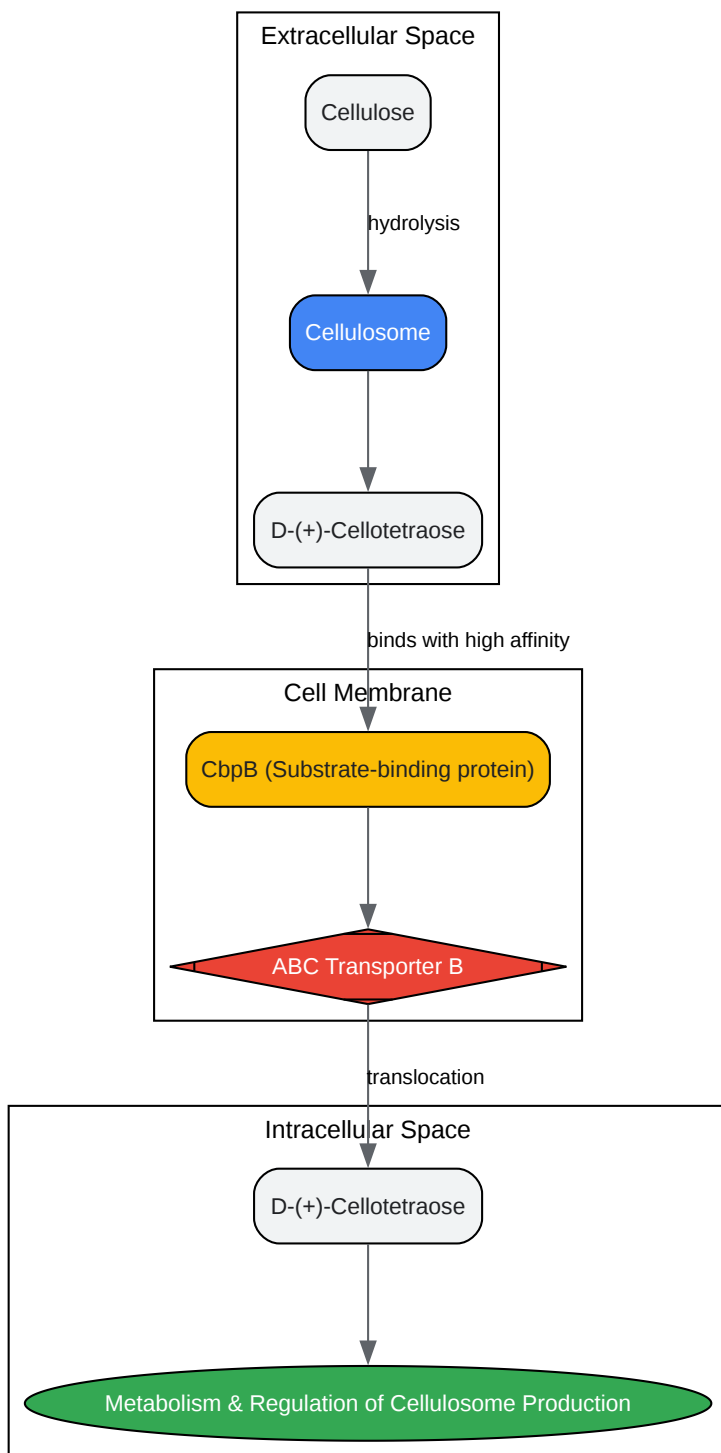 Extracellular Space
Cellulose
hydrolysis
Cellulosome
D-(+)-Cellotetraose
binds with high affinity
Cell Membrane
CbpB (Substrate-binding protein)
ABC Transporter B
translocation
Intracellular Space
D-(+)-Cellotetraose
Metabolism & Regulation of Cellulosome Production